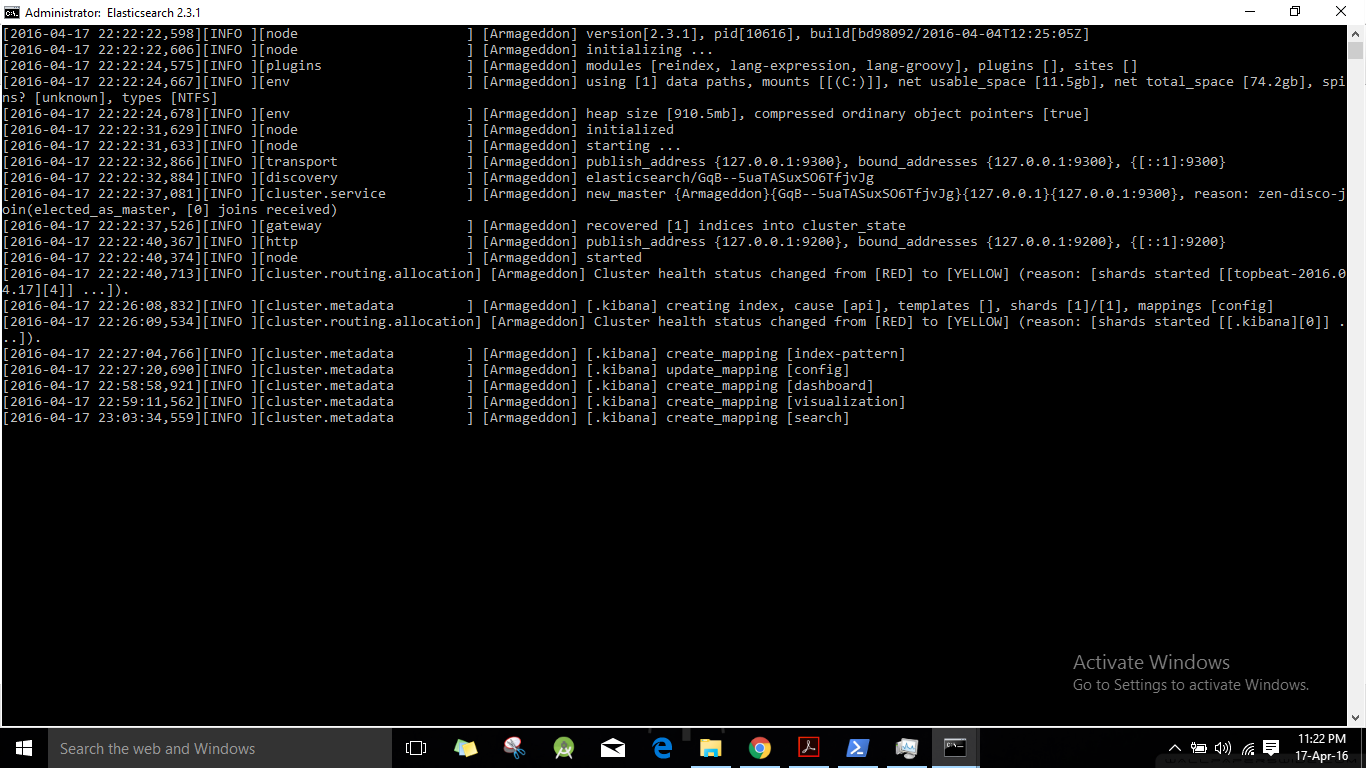 Administrator: Elasticsearch 2.3.1
[2016-04-17 22:22:22,598][INFO ][node                     ] [Armageddon] version[2.3.1], pid[10616], build[bd98092/2016-04-04T12:25:05Z]
[2016-04-17 22:22:22,606][INFO ][node                     ] [Armageddon] initializing ...
[2016-04-17 22:22:24,575][INFO ][plugins                  ] [Armageddon] modules [reindex, lang-expression, lang-groovy], plugins [], sites []
[2016-04-17 22:22:24,667][INFO ][env                      ] [Armageddon] using [1] data paths, mounts [[(C:)]], net usable_space [11.5gb], net total_space [74.2gb], spi
ns? [unknown], types [NTFS]
[2016-04-17 22:22:24,678][INFO ][env                      ] [Armageddon] heap size [910.5mb], compressed ordinary object pointers [true]
[2016-04-17 22:22:31,629][INFO ][node                     ] [Armageddon] initialized
[2016-04-17 22:22:31,633][INFO ][node                     ] [Armageddon] starting ...
[2016-04-17 22:22:32,866][INFO ][transport                ] [Armageddon] publish_address {127.0.0.1:9300}, bound_addresses {127.0.0.1:9300}, {[::1]:9300}
[2016-04-17 22:22:32,884][INFO ][discovery                ] [Armageddon] elasticsearch/GqB--5uaTASuxSO6TfjvJg
[2016-04-17 22:22:37,081][INFO ][cluster.service          ] [Armageddon] new_master {Armageddon}{GqB--5uaTASuxSO6TfjvJg}{127.0.0.1}{127.0.0.1:9300}, reason: zen-disco-j
oin(elected_as_master, [0] joins received)
[2016-04-17 22:22:37,526][INFO ][gateway                  ] [Armageddon] recovered [1] indices into cluster_state
[2016-04-17 22:22:40,367][INFO ][http                     ] [Armageddon] publish_address {127.0.0.1:9200}, bound_addresses {127.0.0.1:9200}, {[::1]:9200}
[2016-04-17 22:22:40,374][INFO ][node                     ] [Armageddon] started
[2016-04-17 22:22:40,713][INFO ][cluster.routing.allocation] [Armageddon] Cluster health status changed from [RED] to [YELLOW] (reason: [shards started [[topbeat-2016.0
4.17][4]] ...]).
[2016-04-17 22:26:08,832][INFO ][cluster.metadata         ] [Armageddon] [.kibana] creating index, cause [api], templates [], shards [1]/[1], mappings [config]
[2016-04-17 22:26:09,534][INFO ][cluster.routing.allocation] [Armageddon] Cluster health status changed from [RED] to [YELLOW] (reason: [shards started [[.kibana][0]] .
..]).
[2016-04-17 22:27:04,766][INFO ][cluster.metadata         ] [Armageddon] [.kibana] create_mapping [index-pattern]
[2016-04-17 22:27:20,690][INFO ][cluster.metadata         ] [Armageddon] [.kibana] update_mapping [config]
[2016-04-17 22:58:58,921][INFO ][cluster.metadata         ] [Armageddon] [.kibana] create_mapping [dashboard]
[2016-04-17 22:59:11,562][INFO ][cluster.metadata         ] [Armageddon] [.kibana] create_mapping [visualization]
[2016-04-17 23:03:34,559][INFO ][cluster.metadata         ] [Armageddon] [.kibana] create_mapping [search]
Activate Windows
Go to Settings to activate Windows.
Search the web and Windows
11:22 PM
17-Apr-16